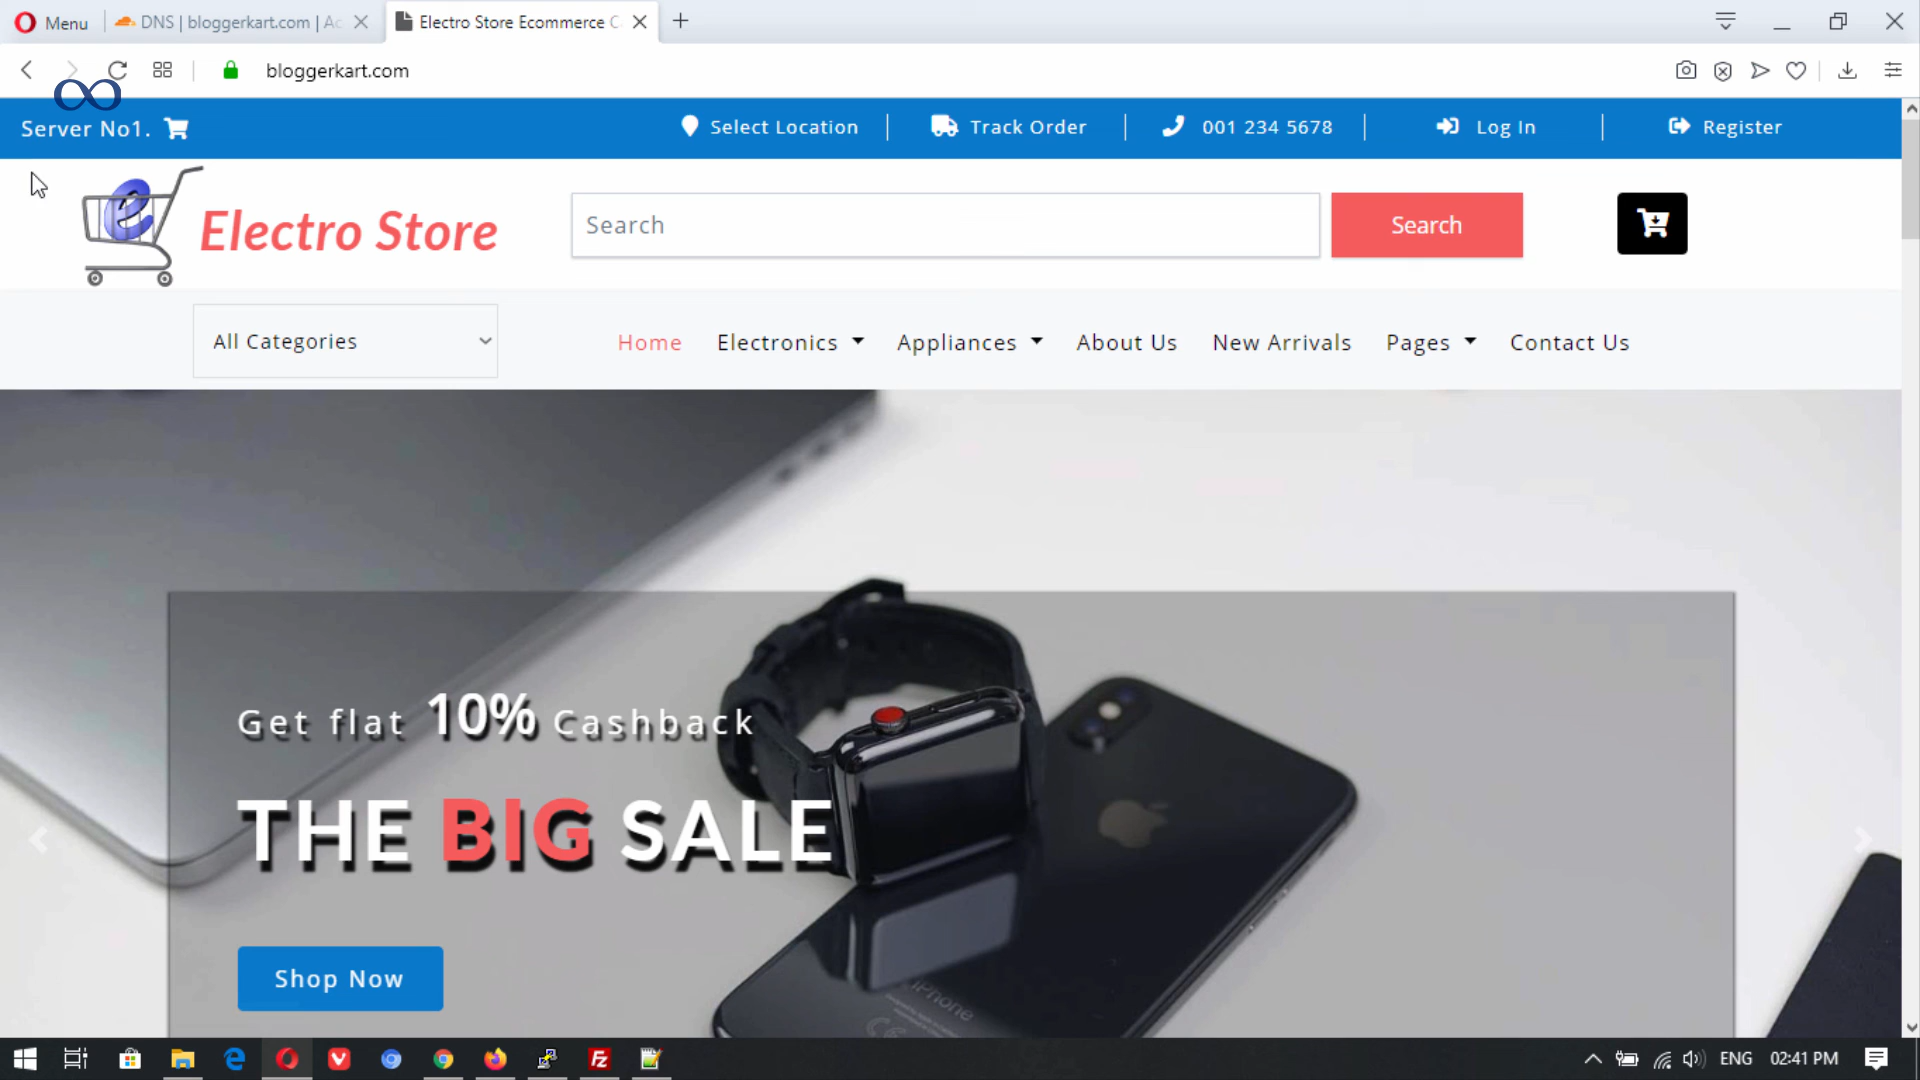 Menu
DNS | bloggerkart.com | Ac
Electro Store Ecommerce C
bloggerkart.com
Server No1.
Select Location
Track Order
001 234 5678
Log In
Register
e
Electro Store
Search
Search
All Categories
Home
Electronics
Appliances
About Us
New Arrivals
Pages
Contact Us
Get flat 10% Cashback
THE BIG SALE
Shop Now
iPhone
ENG
02:41 PM